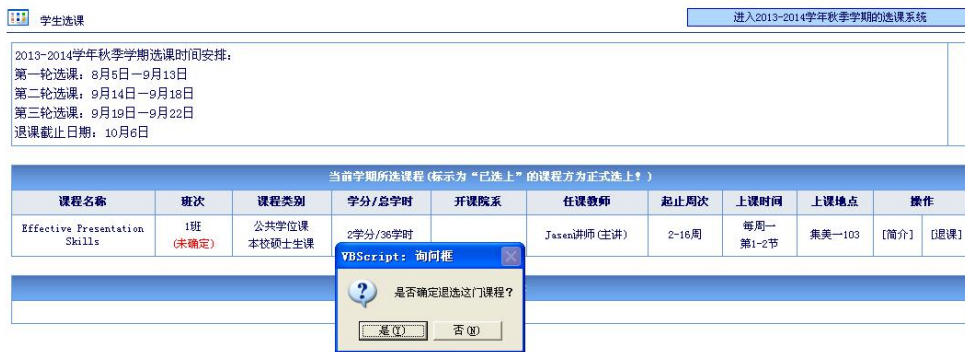 学生选课
进入2013-2014学年秋季学期的选课系统
2013-2014学年秋季学期选课时间安排：
第一轮选课：8月5日—9月13日
第二轮选课：9月14日—9月18日
第三轮选课：9月19日—9月22日
退课截止日期：10月6日
当前学期所选课程(标示为“已选上”的课程方为正式选上！)
课程名称 班次 课程类别 学分/总学时 开课院系 任课教师 起止周次 上课时间 上课地点 操作
Effective Presentation Skills 1班 (未确定) 公共学位课 本校硕士生课 2学分/36学时 Jasen讲师(主讲) 2-16周 每周一 第1-2节 集美一103 [简介] [退课]
VBScript: 询问框
是否确定退选这门课程？
是(Y) 否(N)